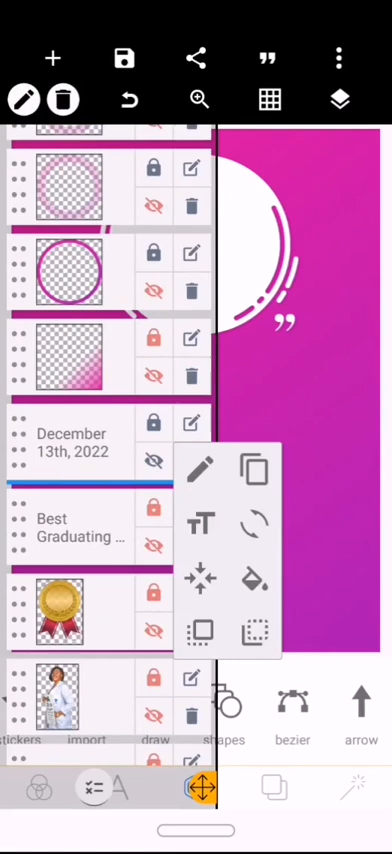 December
13th, 2022
Best
Graduating ...
stickers
import
draw
shapes
bezier
arrow